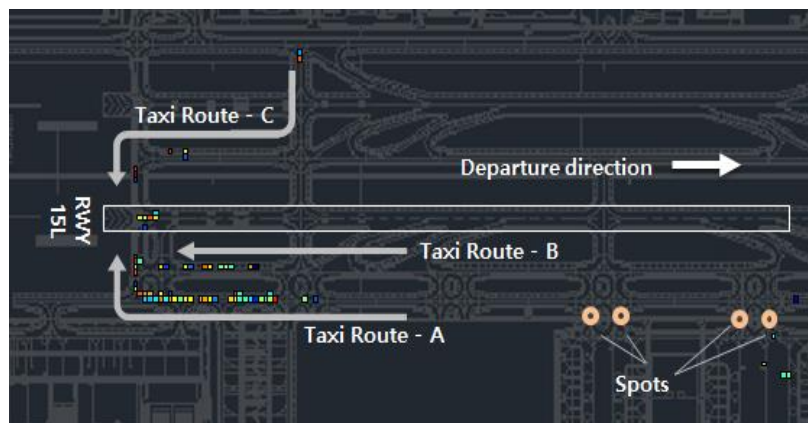 Taxi Route - C
Departure direction
RWY
15L
Taxi Route - B
Taxi Route - A
Spots